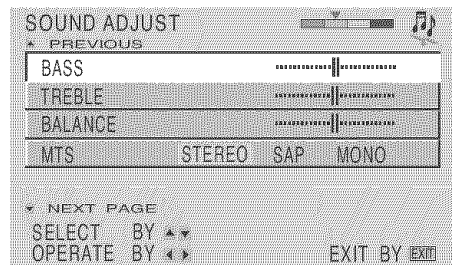 SOUND ADJUST
▲ PREVIOUS
BASS
TREBLE
BALANCE
MTS STEREO SAP MONO
▼ NEXT PAGE
SELECT BY ▲ ▼
OPERATE BY ◀ ▶ EXIT BY EXIT